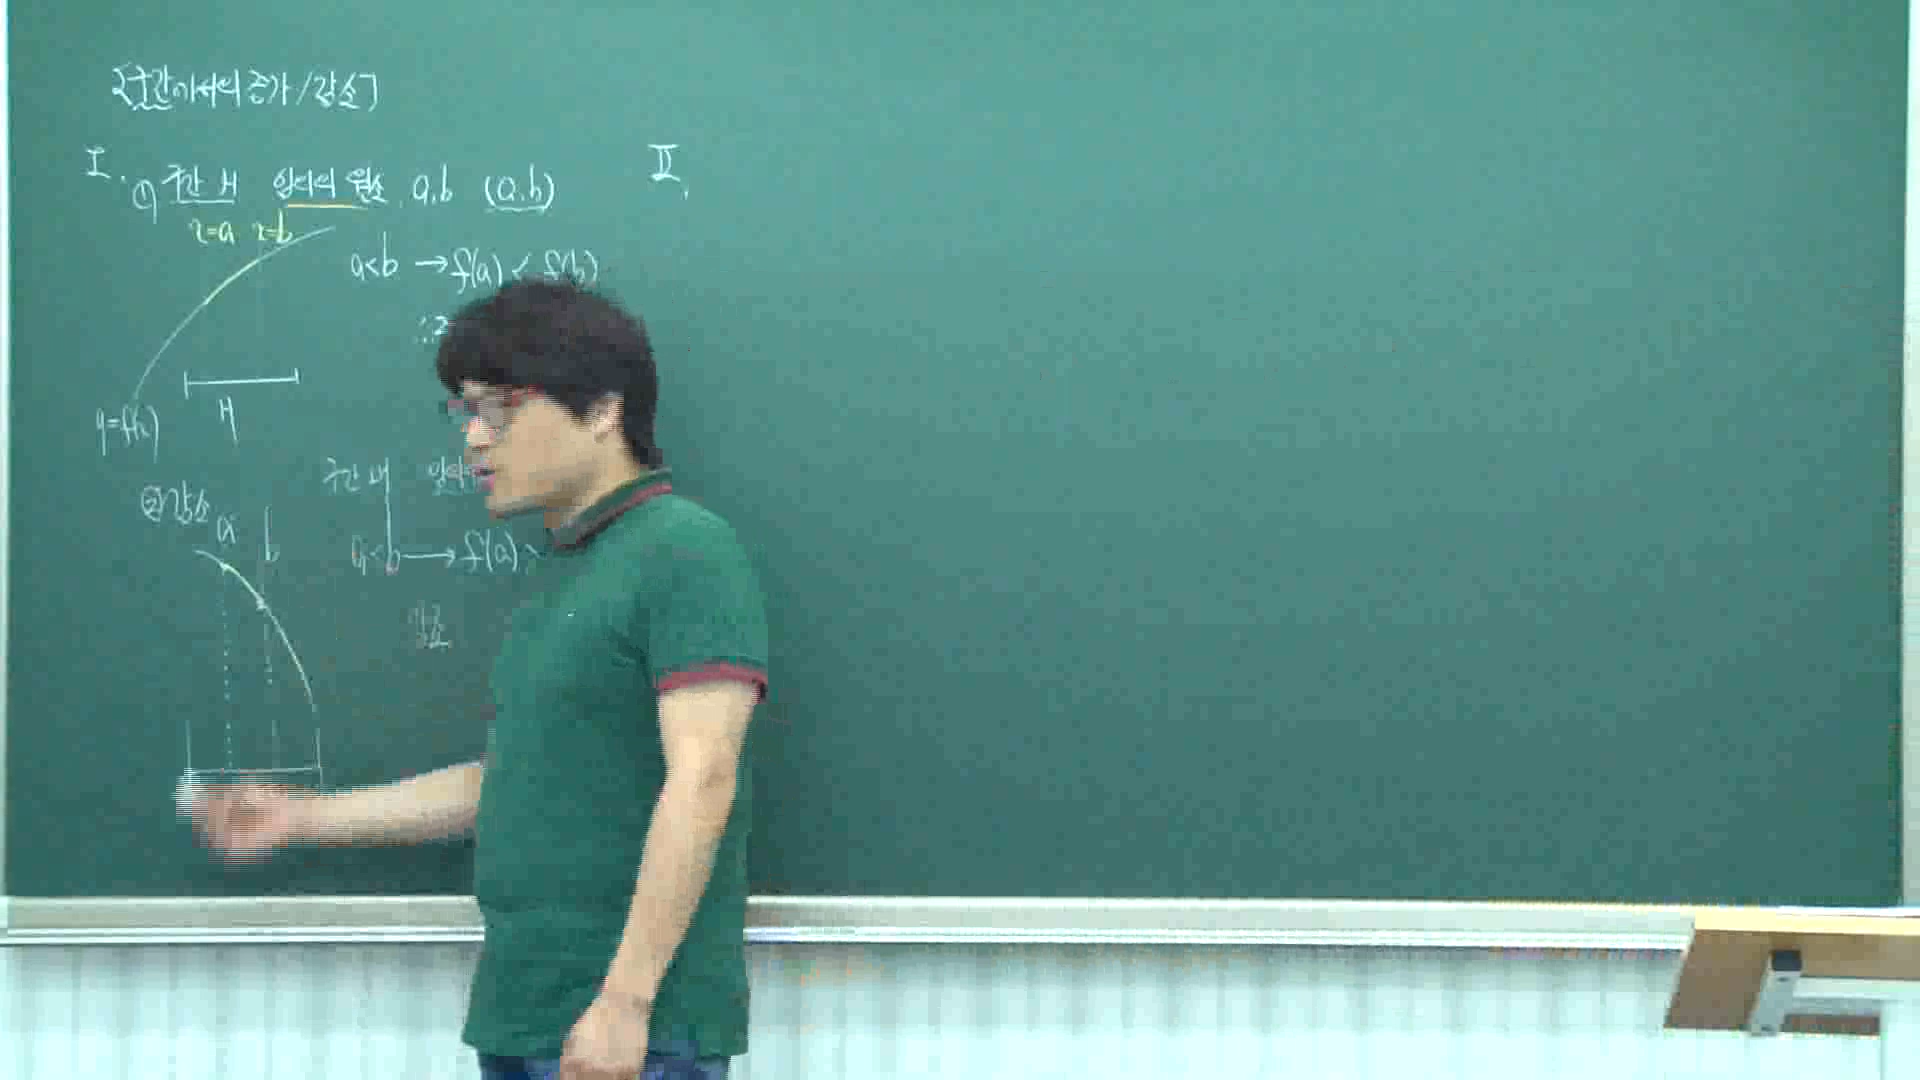 [구간에서의 증가/감소]
I.
① 구간 내 임의의 원소 a, b (a, b)
x=a x=b
a<b → f(a) < f(b)
y=f(x)
구간 내
②감소
a b
a<b → f(a) >
감소
II.